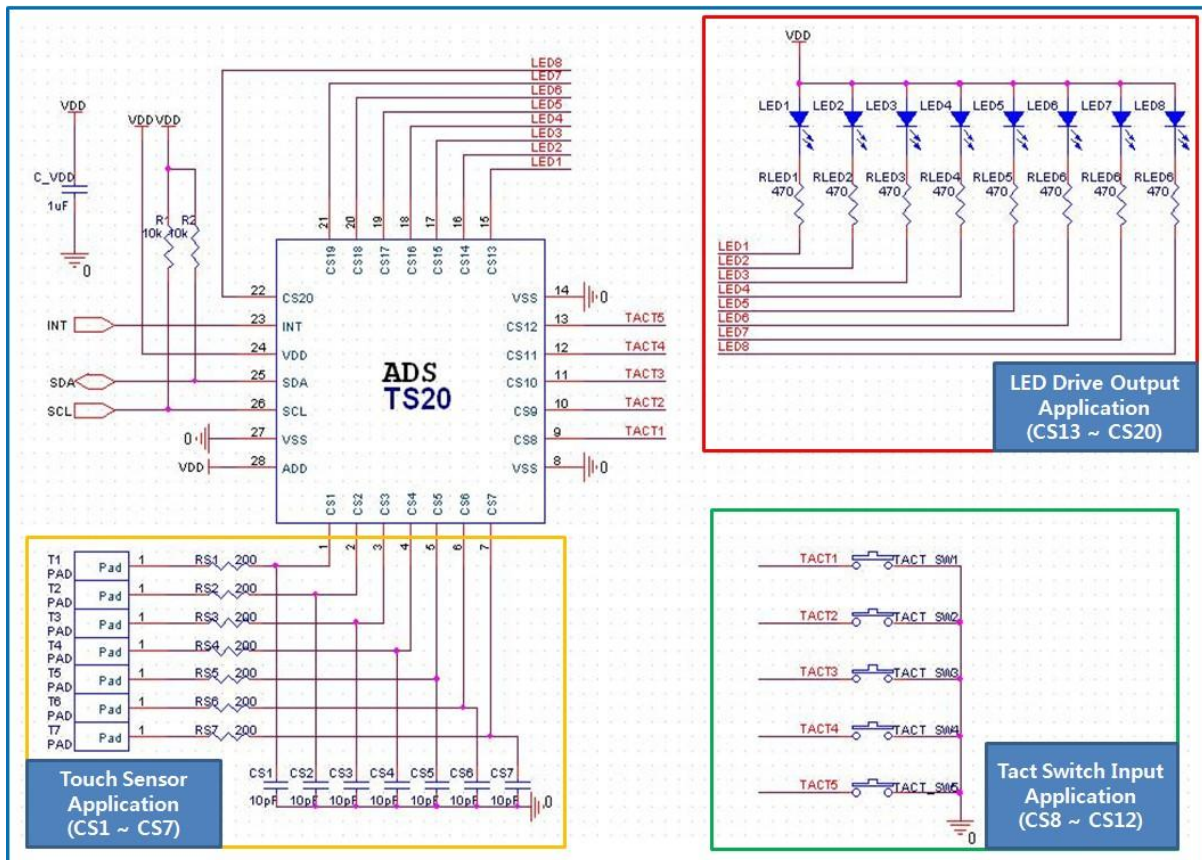 LED8
LED7
LED6
LED5
LED4
LED3
LED2
LED1
VDD
VDD VDD
C_VDD
1uF
0
R1
10k
R2
10k
21 20 19 18 17 16 15
CS19 CS18 CS17 CS16 CS15 CS14 CS13
22 CS20
INT 23 INT
24 VDD
SDA 25 SDA
SCL 26 SCL
0 27 VSS
VDD 28 ADD
ADS
TS20
VSS 14 0
CS12 13 TACT5
CS11 12 TACT4
CS10 11 TACT3
CS9 10 TACT2
CS8 9 TACT1
VSS 8 0
CS1 CS2 CS3 CS4 CS5 CS6 CS7
1 2 3 4 5 6 7
T1 PAD Pad 1 RS1 200
T2 PAD Pad 1 RS2 200
T3 PAD Pad 1 RS3 200
T4 PAD Pad 1 RS4 200
T5 PAD Pad 1 RS5 200
T6 PAD Pad 1 RS6 200
T7 PAD Pad 1 RS7 200
CS1 CS2 CS3 CS4 CS5 CS6 CS7
10pF 10pF 10pF 10pF 10pF 10pF 10pF
0
Touch Sensor
Application
(CS1 ~ CS7)
VDD
LED1 LED2 LED3 LED4 LED5 LED6 LED7 LED8
RLED1 RLED2 RLED3 RLED4 RLED5 RLED6 RLED6 RLED6
470 470 470 470 470 470 470 470
LED1
LED2
LED3
LED4
LED5
LED6
LED7
LED8
LED Drive Output
Application
(CS13 ~ CS20)
TACT1 TACT_SW1
TACT2 TACT_SW2
TACT3 TACT_SW3
TACT4 TACT_SW4
TACT5 TACT_SW5
0
Tact Switch Input
Application
(CS8 ~ CS12)